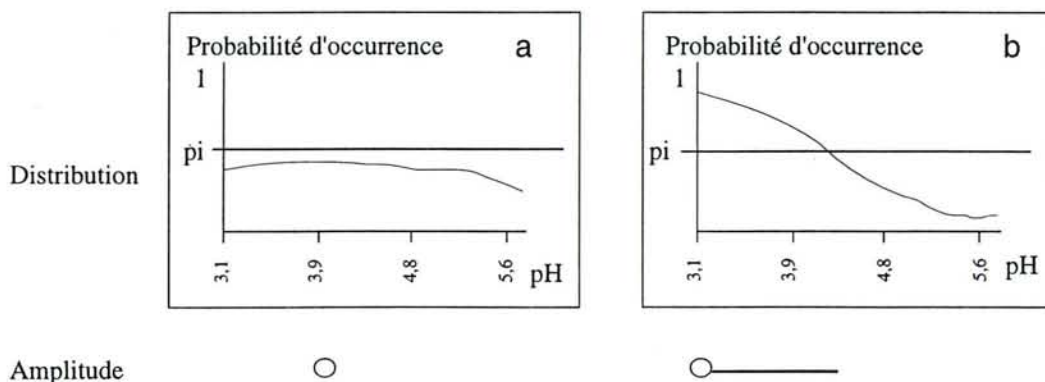 Probabilité d'occurrence a
1
pi
3,1
3,9
4,8
5,6
pH
Probabilité d'occurrence b
1
pi
3,1
3,9
4,8
5,6
pH
Distribution
Amplitude